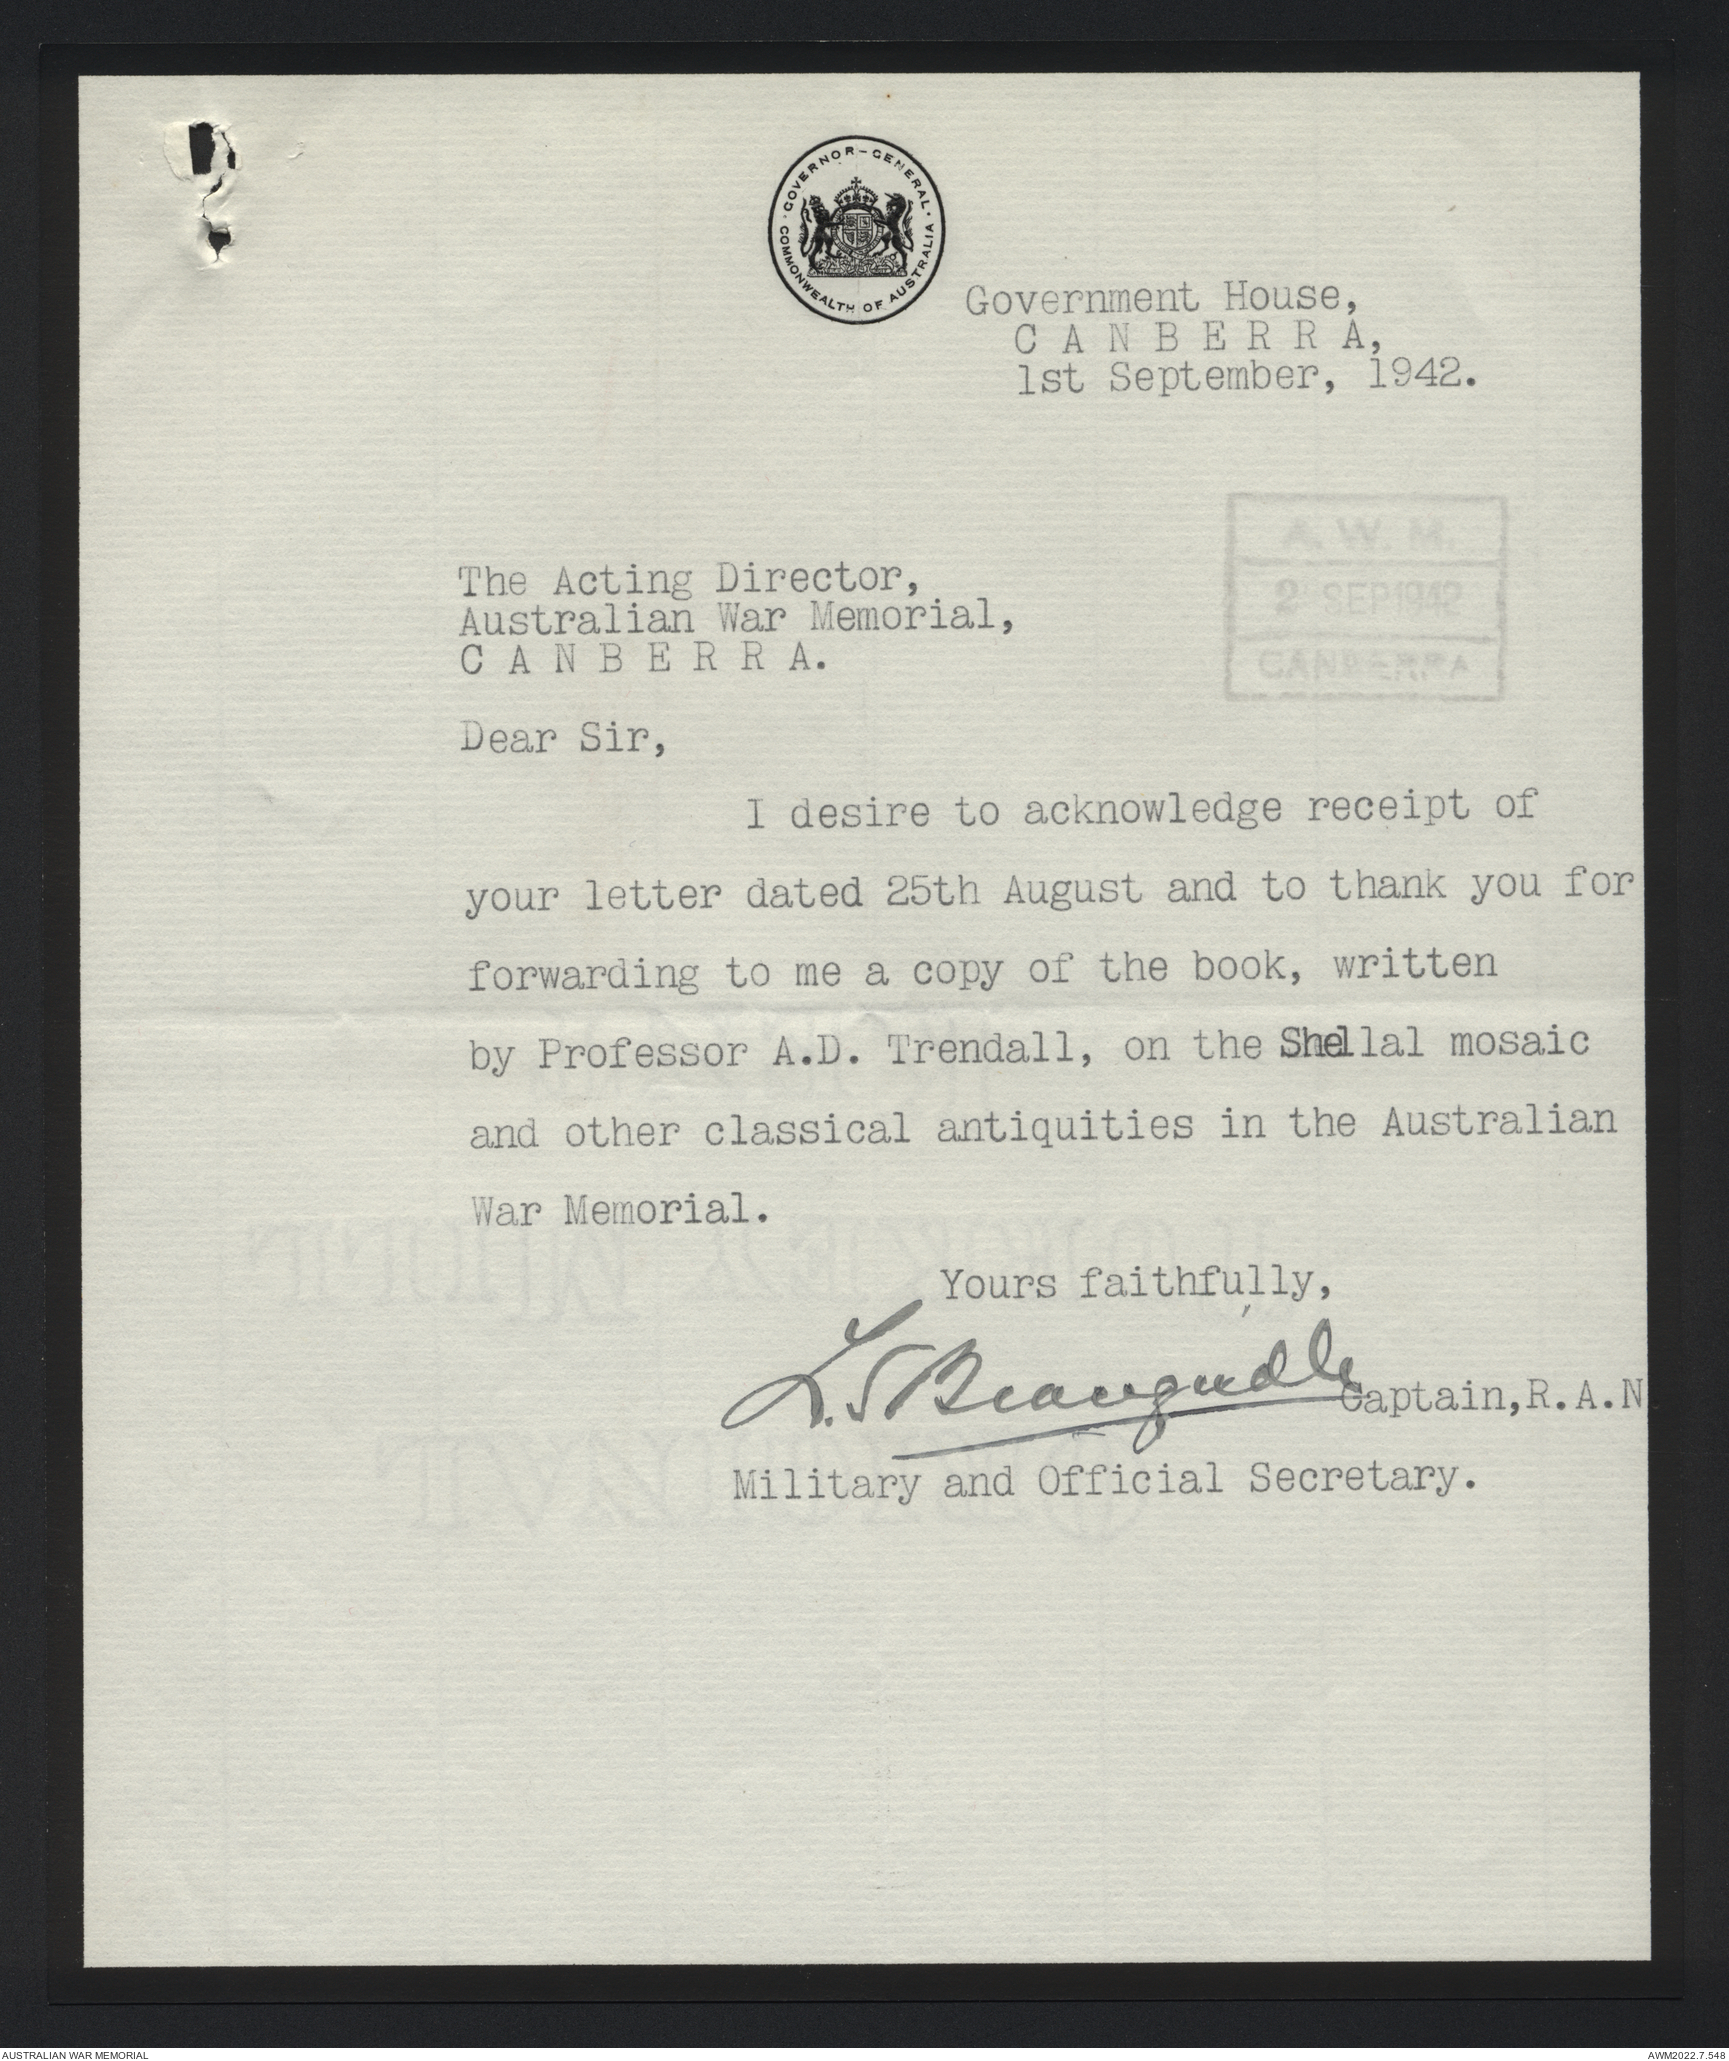 GOVERNOR-GENERAL · COMMONWEALTH OF AUSTRALIA ·
Government House,
C A N B E R R A,
1st September, 1942.
A. W. M.
2 SEP 1942
CANBERRA
The Acting Director,
Australian War Memorial,
C A N B E R R A.
Dear Sir,
I desire to acknowledge receipt of
your letter dated 25th August and to thank you for
forwarding to me a copy of the book, written
by Professor A.D. Trendall, on the Shellal mosaic
and other classical antiquities in the Australian
War Memorial.
Yours faithfully,
Captain,R.A.N
Military and Official Secretary.
AUSTRALIAN WAR MEMORIAL
AWM2022.7.548